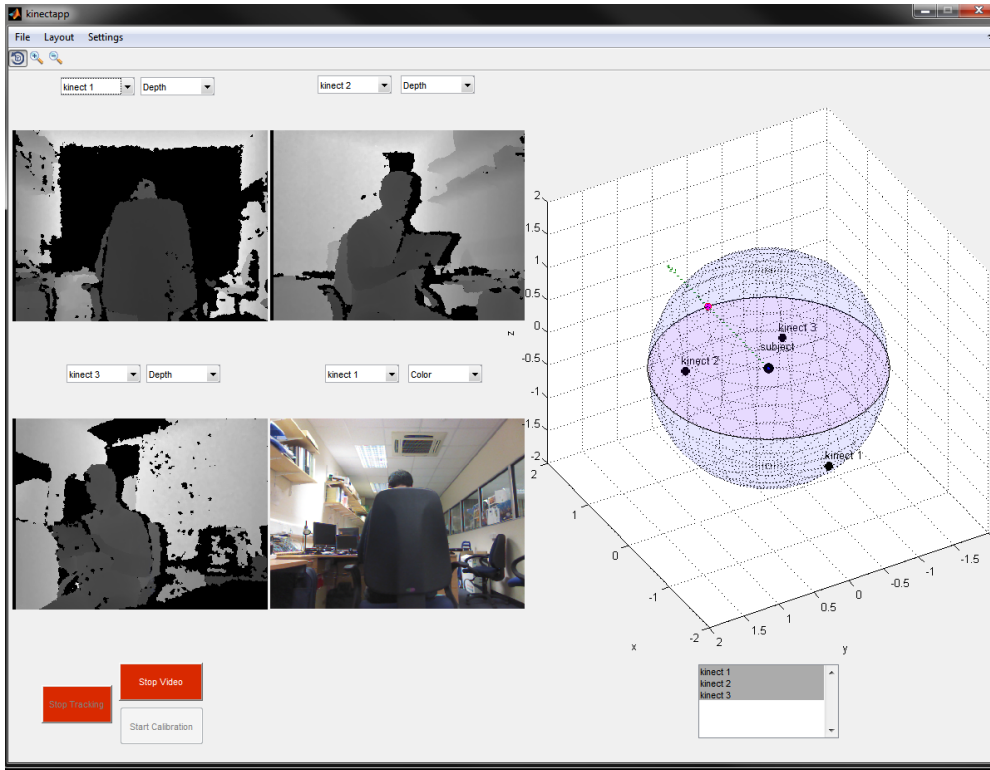 kinectapp
File Layout Settings
kinect 1 Depth
kinect 2 Depth
kinect 3 Depth
kinect 1 Color
2
1.5
1
0.5
0
-0.5
-1
-1.5
-2
z
kinect 3
subject
kinect 2
kinect 1
2
1
0
-1
-2
x
2
1.5
1
0.5
0
-0.5
-1
-1.5
y
Stop Tracking
Stop Video
Start Calibration
kinect 1
kinect 2
kinect 3